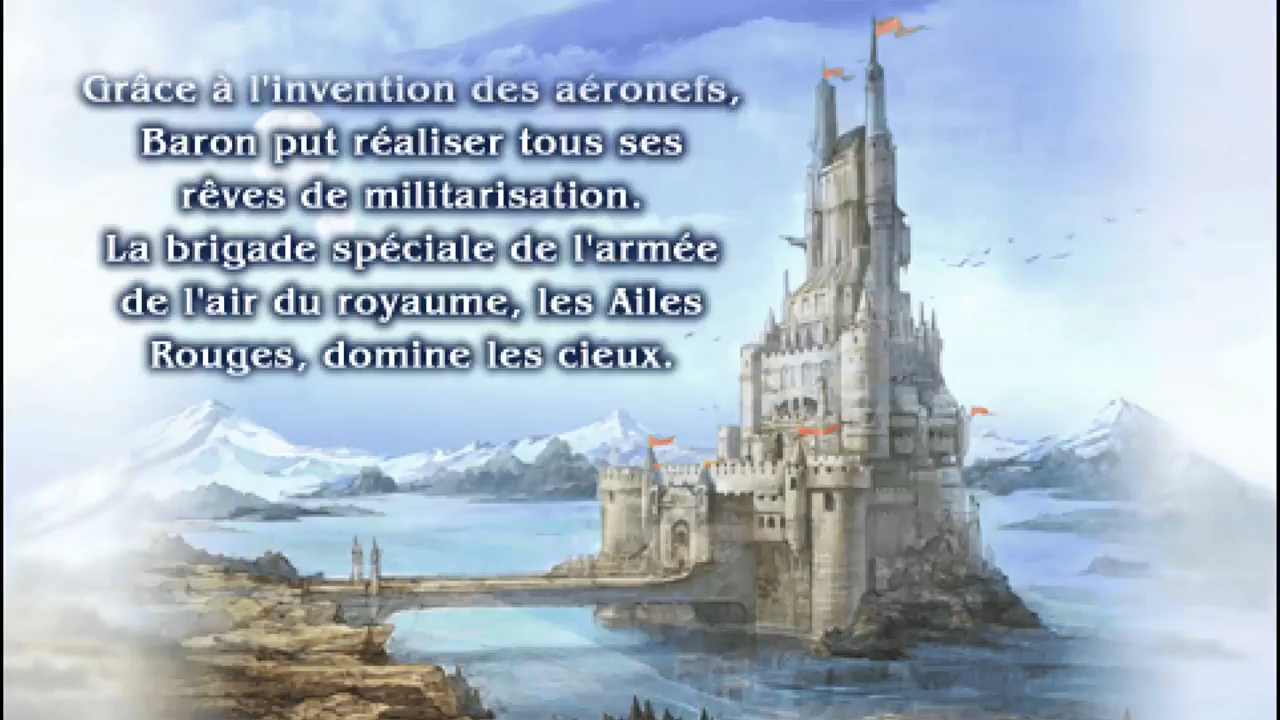 Grâce à l'invention des aéronefs,
Baron put réaliser tous ses
rêves de militarisation.
La brigade spéciale de l'armée
de l'air du royaume, les Ailes
Rouges, domine les cieux.